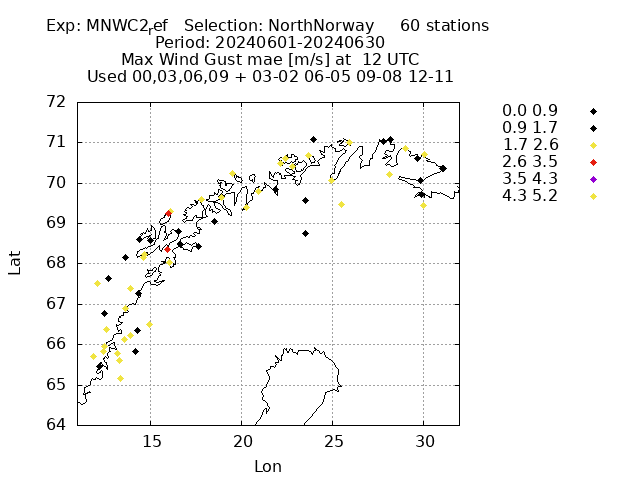 Exp: MNWC2ref Selection: NorthNorway 60 stations
Period: 20240601-20240630
Max Wind Gust mae [m/s] at 12 UTC
Used 00,03,06,09 + 03-02 06-05 09-08 12-11
72
71
70
69
68
67
66
65
64
Lat
15 20 25 30
Lon
0.0 0.9
0.9 1.7
1.7 2.6
2.6 3.5
3.5 4.3
4.3 5.2